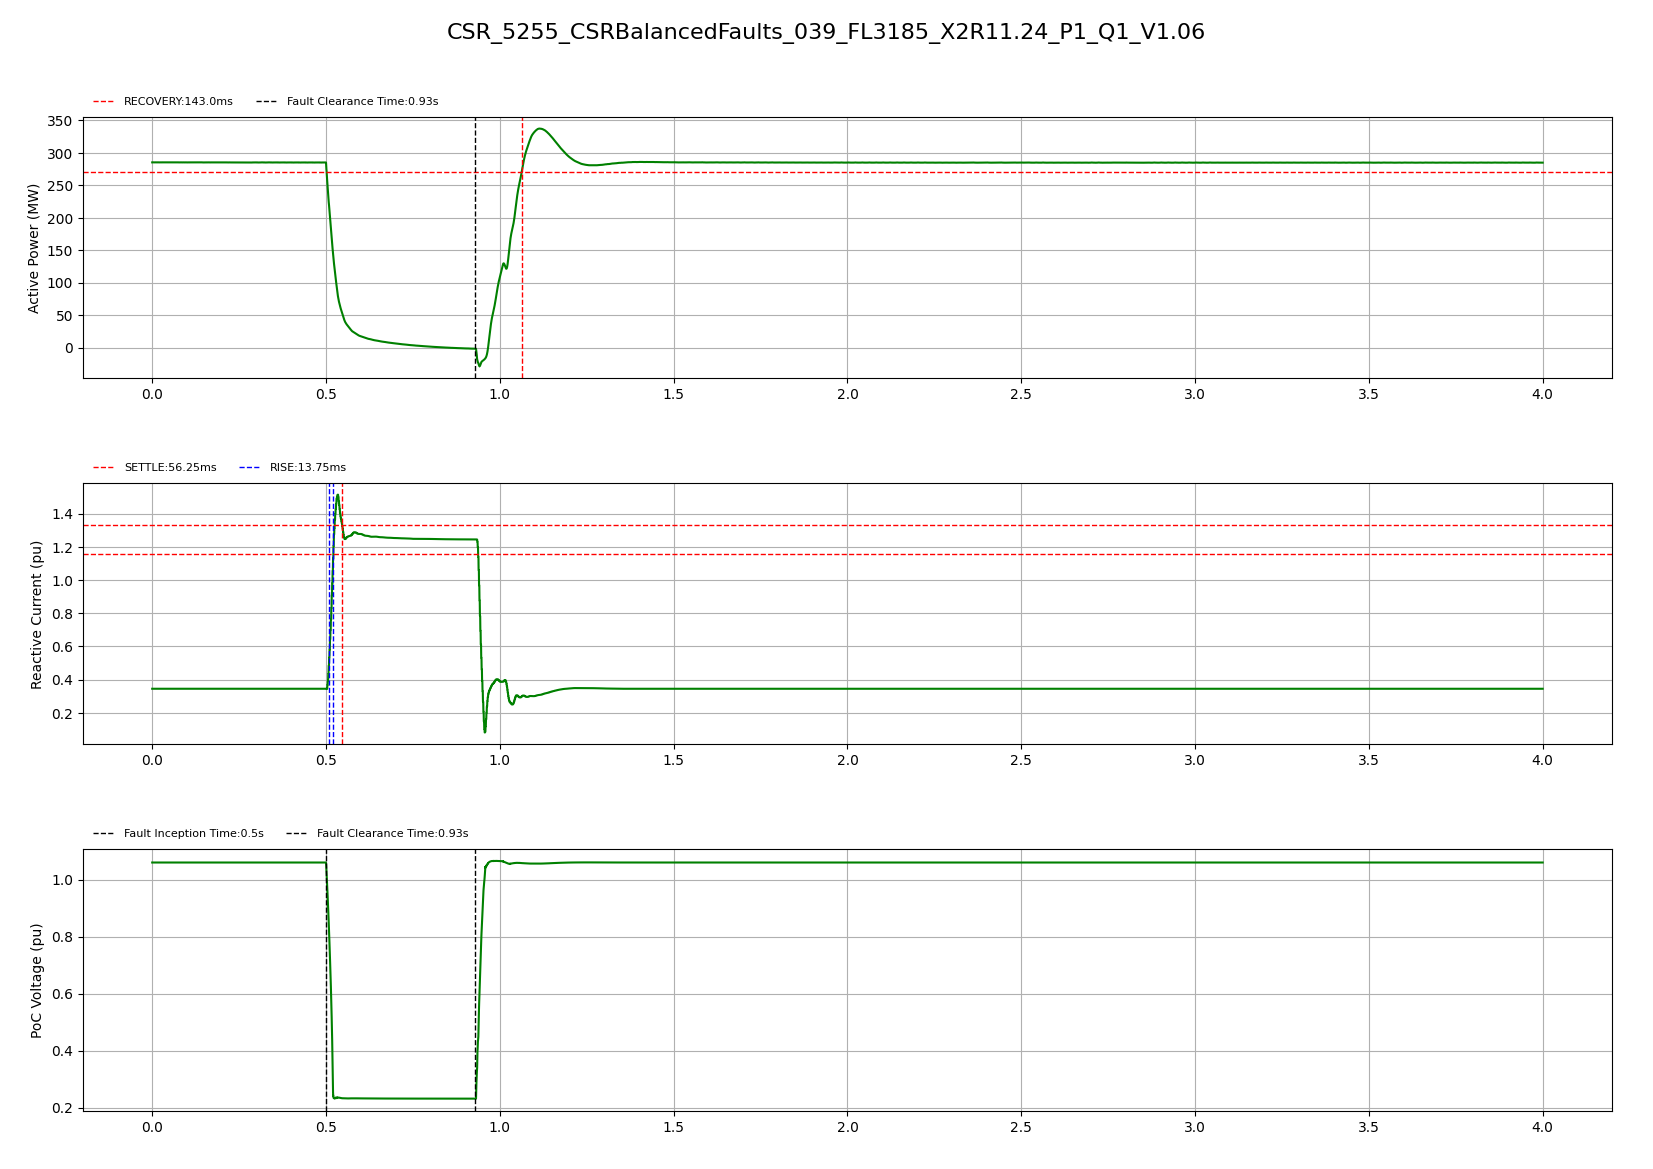 CSR_5255_CSRBalancedFaults_039_FL3185_X2R11.24_P1_Q1_V1.06
RECOVERY:143.0ms Fault Clearance Time:0.93s
Active Power (MW)
350
300
250
200
150
100
50
0
0.0 0.5 1.0 1.5 2.0 2.5 3.0 3.5 4.0
SETTLE:56.25ms RISE:13.75ms
Reactive Current (pu)
1.4
1.2
1.0
0.8
0.6
0.4
0.2
0.0 0.5 1.0 1.5 2.0 2.5 3.0 3.5 4.0
Fault Inception Time:0.5s Fault Clearance Time:0.93s
PoC Voltage (pu)
1.0
0.8
0.6
0.4
0.2
0.0 0.5 1.0 1.5 2.0 2.5 3.0 3.5 4.0